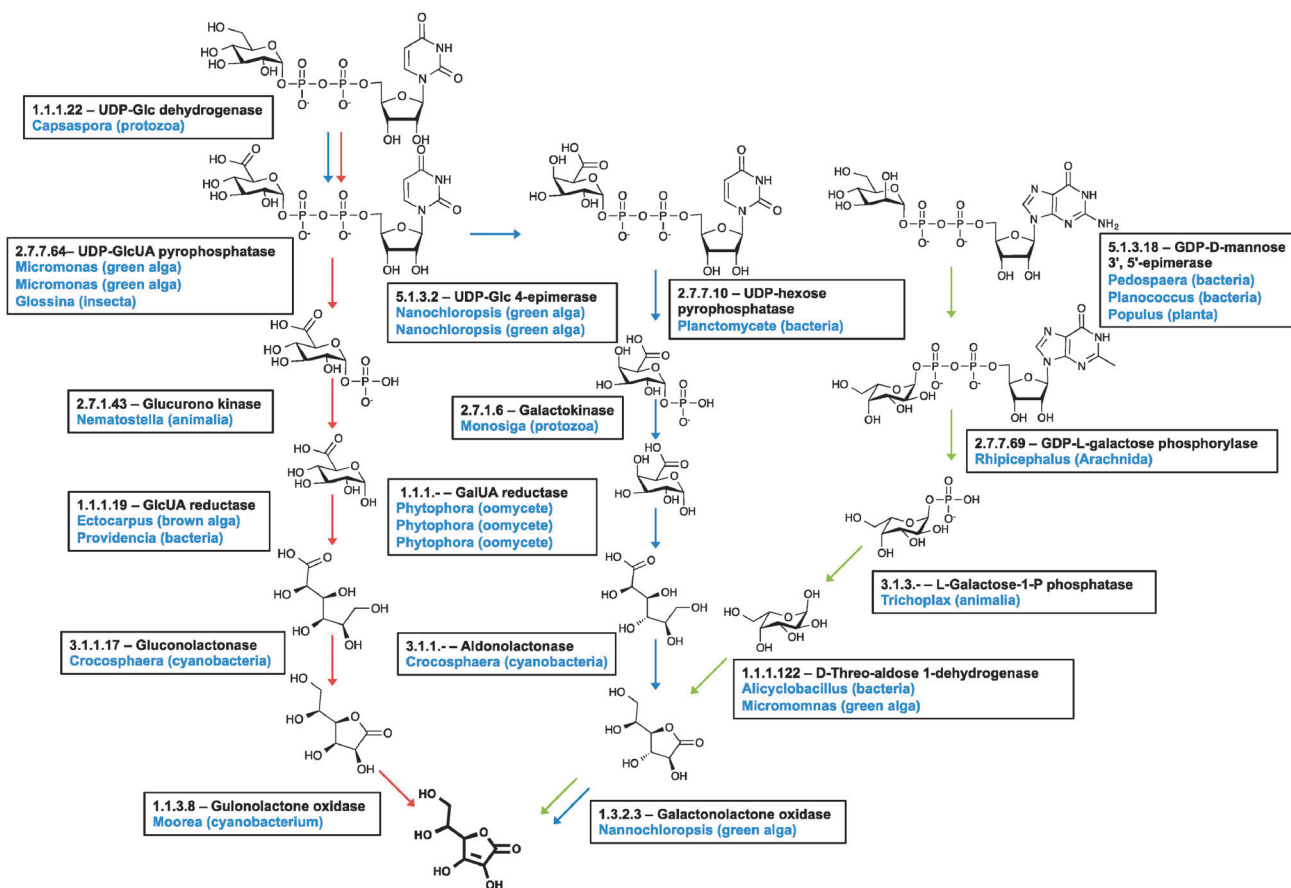 1.1.1.22 – UDP-Glc dehydrogenase
Capsaspora (protozoa)
2.7.7.64– UDP-GlcUA pyrophosphatase
Micromonas (green alga)
Micromonas (green alga)
Glossina (insecta)
5.1.3.2 – UDP-Glc 4-epimerase
Nanochloropsis (green alga)
Nanochloropsis (green alga)
2.7.7.10 – UDP-hexose
pyrophosphatase
Planctomycete (bacteria)
5.1.3.18 – GDP-D-mannose
3', 5'-epimerase
Pedospaera (bacteria)
Planococcus (bacteria)
Populus (planta)
2.7.1.43 – Glucurono kinase
Nematostella (animalia)
2.7.1.6 – Galactokinase
Monosiga (protozoa)
2.7.7.69 – GDP-L-galactose phosphorylase
Rhipicephalus (Arachnida)
1.1.1.19 – GlcUA reductase
Ectocarpus (brown alga)
Providencia (bacteria)
1.1.1.- – GalUA reductase
Phytophora (oomycete)
Phytophora (oomycete)
Phytophora (oomycete)
3.1.3.- – L-Galactose-1-P phosphatase
Trichoplax (animalia)
3.1.1.17 – Gluconolactonase
Crocosphaera (cyanobacteria)
3.1.1.- – Aldonolactonase
Crocosphaera (cyanobacteria)
1.1.1.122 – D-Threo-aldose 1-dehydrogenase
Alicyclobacillus (bacteria)
Micromomnas (green alga)
1.1.3.8 – Gulonolactone oxidase
Moorea (cyanobacterium)
1.3.2.3 – Galactonolactone oxidase
Nannochloropsis (green alga)